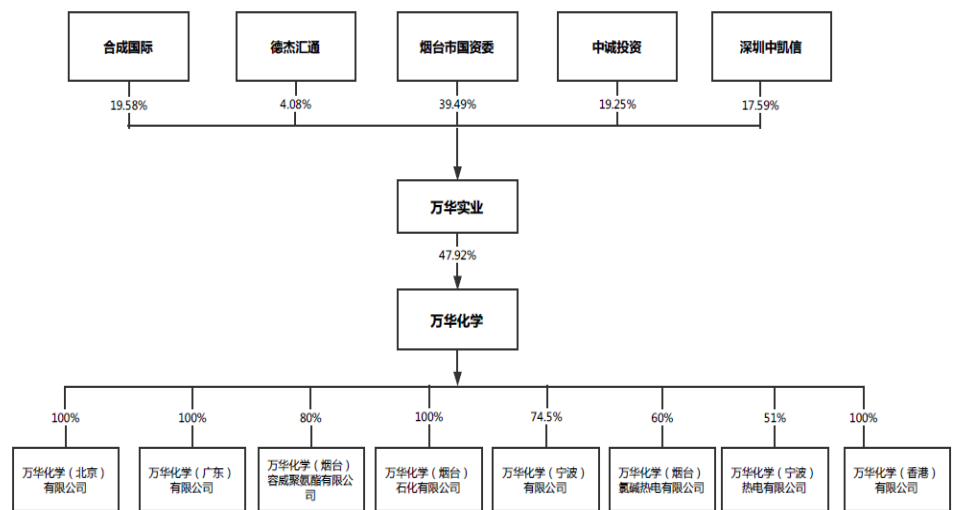 合成国际
德杰汇通
烟台市国资委
中诚投资
深圳中凯信
19.58%
4.08%
39.49%
19.25%
17.59%
万华实业
47.92%
万华化学
100%
100%
80%
100%
74.5%
60%
51%
100%
万华化学（北京）
有限公司
万华化学（广东）
有限公司
万华化学（烟台）
容威聚氨酯有限公
司
万华化学（烟台）
石化有限公司
万华化学（宁波）
有限公司
万华化学（烟台）
氯碱热电有限公司
万华化学（宁波）
热电有限公司
万华化学（香港）
有限公司